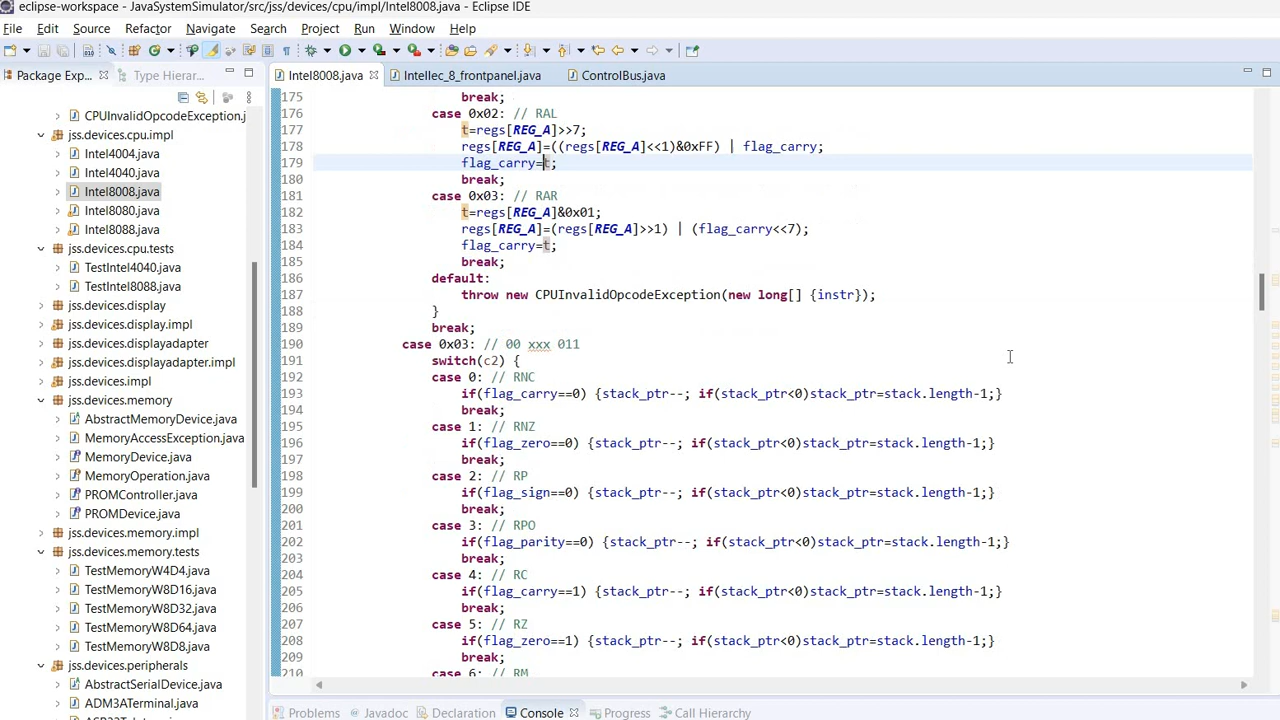 eclipse-workspace - JavaSystemSimulator/src/jss/devices/cpu/impl/Intel8008.java - Eclipse IDE
File Edit Source Refactor Navigate Search Project Run Window Help
Package Exp... Type Hierar...
Intel8008.java Intellec_8_frontpanel.java ControlBus.java
CPUInvalidOpcodeException.j
jss.devices.cpu.impl
Intel4004.java
Intel4040.java
Intel8008.java
Intel8080.java
Intel8088.java
jss.devices.cpu.tests
TestIntel4040.java
TestIntel8088.java
jss.devices.display
jss.devices.display.impl
jss.devices.displayadapter
jss.devices.displayadapter.impl
jss.devices.impl
jss.devices.memory
AbstractMemoryDevice.java
MemoryAccessException.java
MemoryDevice.java
MemoryOperation.java
PROMController.java
PROMDevice.java
jss.devices.memory.impl
jss.devices.memory.tests
TestMemoryW4D4.java
TestMemoryW8D16.java
TestMemoryW8D32.java
TestMemoryW8D64.java
TestMemoryW8D8.java
jss.devices.peripherals
AbstractSerialDevice.java
ADM3ATerminal.java
175 break;
176 case 0x02: // RAL
177 t=regs[REG_A]>>7;
178 regs[REG_A]=((regs[REG_A]<<1)&0xFF) | flag_carry;
179 flag_carry=t;
180 break;
181 case 0x03: // RAR
182 t=regs[REG_A]&0x01;
183 regs[REG_A]=(regs[REG_A]>>1) | (flag_carry<<7);
184 flag_carry=t;
185 break;
186 default:
187 throw new CPUInvalidOpcodeException(new long[] {instr});
188 }
189 break;
190 case 0x03: // 00 xxx 011
191 switch(c2) {
192 case 0: // RNC
193 if(flag_carry==0) {stack_ptr--; if(stack_ptr<0)stack_ptr=stack.length-1;}
194 break;
195 case 1: // RNZ
196 if(flag_zero==0) {stack_ptr--; if(stack_ptr<0)stack_ptr=stack.length-1;}
197 break;
198 case 2: // RP
199 if(flag_sign==0) {stack_ptr--; if(stack_ptr<0)stack_ptr=stack.length-1;}
200 break;
201 case 3: // RPO
202 if(flag_parity==0) {stack_ptr--; if(stack_ptr<0)stack_ptr=stack.length-1;}
203 break;
204 case 4: // RC
205 if(flag_carry==1) {stack_ptr--; if(stack_ptr<0)stack_ptr=stack.length-1;}
206 break;
207 case 5: // RZ
208 if(flag_zero==1) {stack_ptr--; if(stack_ptr<0)stack_ptr=stack.length-1;}
209 break;
210 case 6: // RM
Problems Javadoc Declaration Console Progress Call Hierarchy